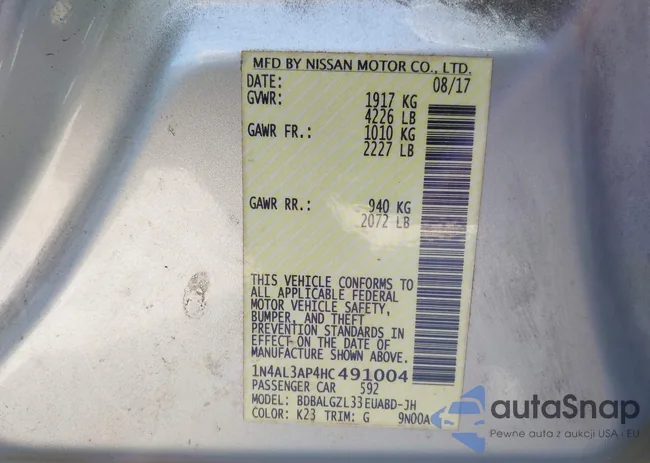 MFD BY NISSAN MOTOR CO., LTD.
DATE: 08/17
GVWR: 1917 KG
4226 LB
GAWR FR.: 1010 KG
2227 LB
GAWR RR.: 940 KG
2072 LB
THIS VEHICLE CONFORMS TO
ALL APPLICABLE FEDERAL
MOTOR VEHICLE SAFETY,
BUMPER, AND THEFT
PREVENTION STANDARDS IN
EFFECT ON THE DATE OF
MANUFACTURE SHOWN ABOVE.
1N4AL3AP4HC491004
PASSENGER CAR 592
MODEL: BDBALGZL33EUABD-JH
COLOR: K23 TRIM: G 9N00A
autoSnap
Pewne auta z aukcji USA i EU